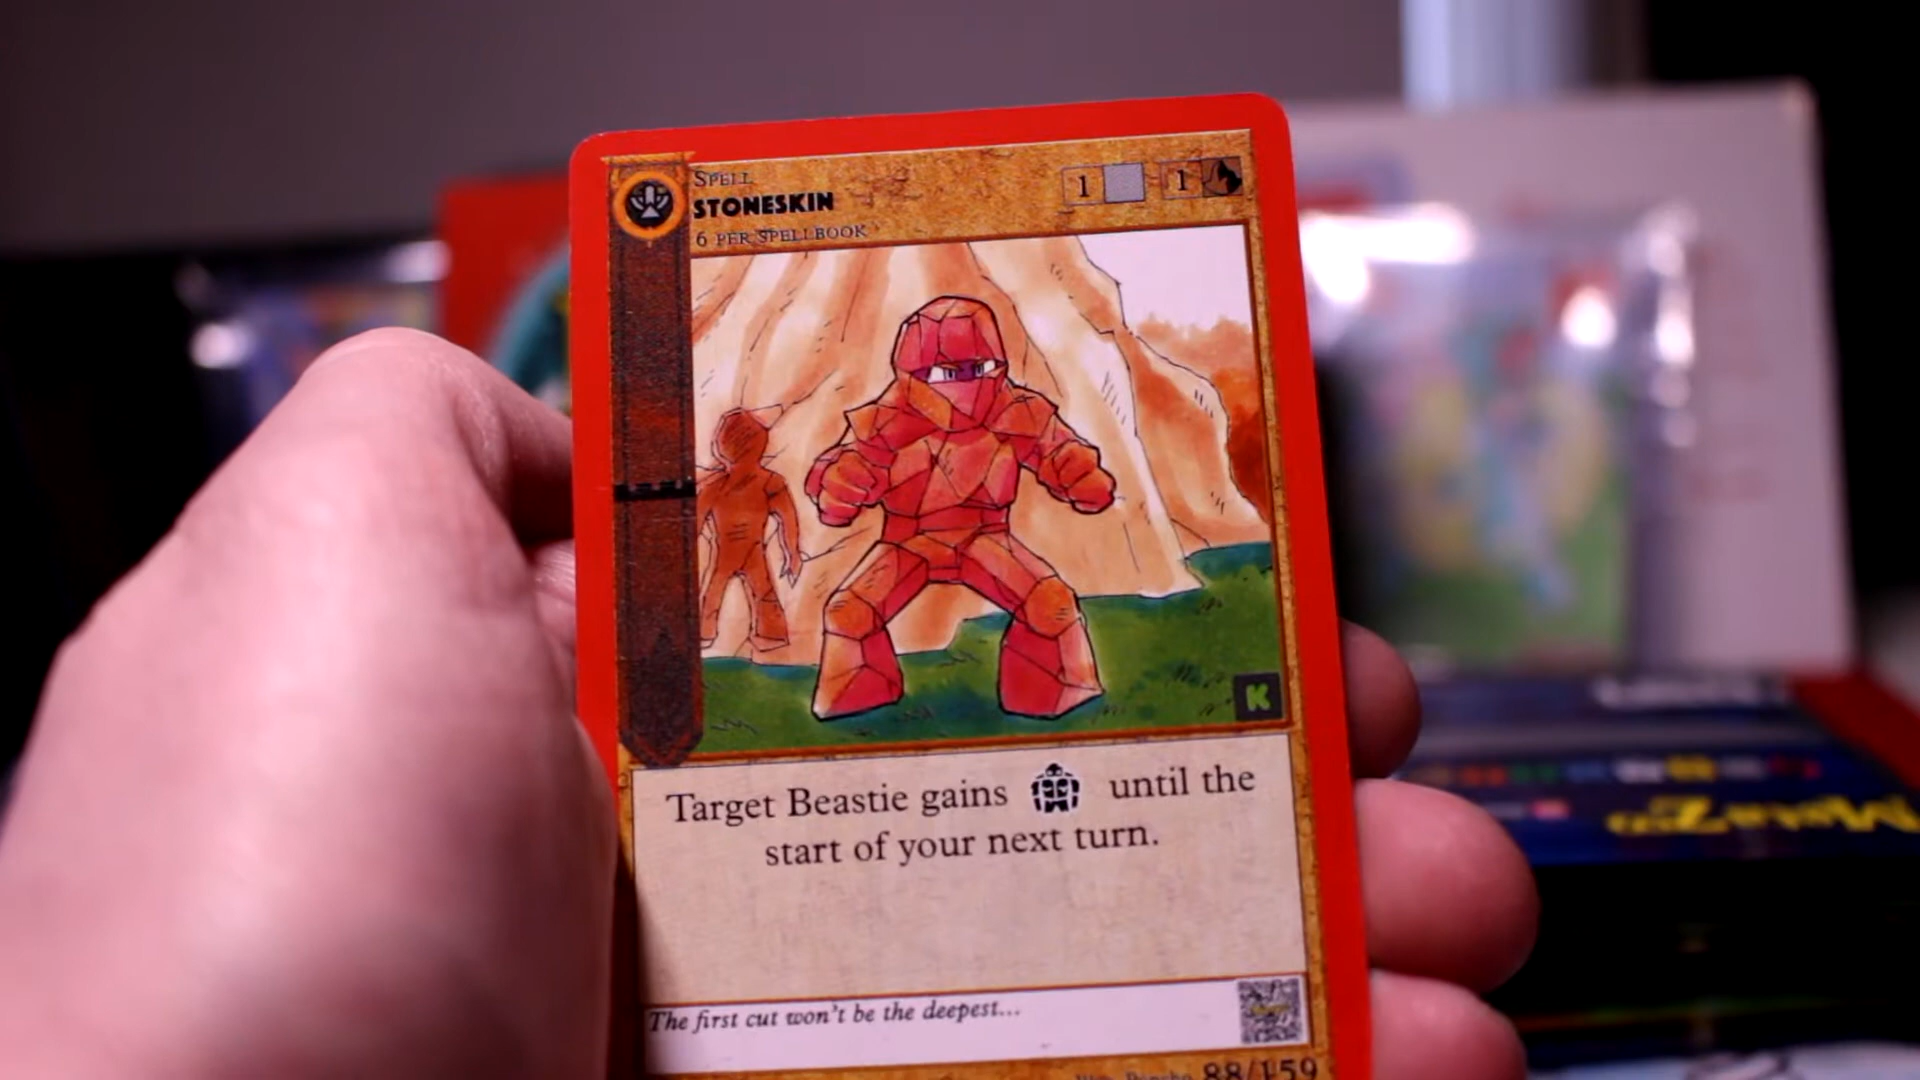 SPELL
STONESKIN
6 PER SPELLBOOK
1 1
K
Target Beastie gains until the
start of your next turn.
The first cut won't be the deepest...
88/159
MetaZoo